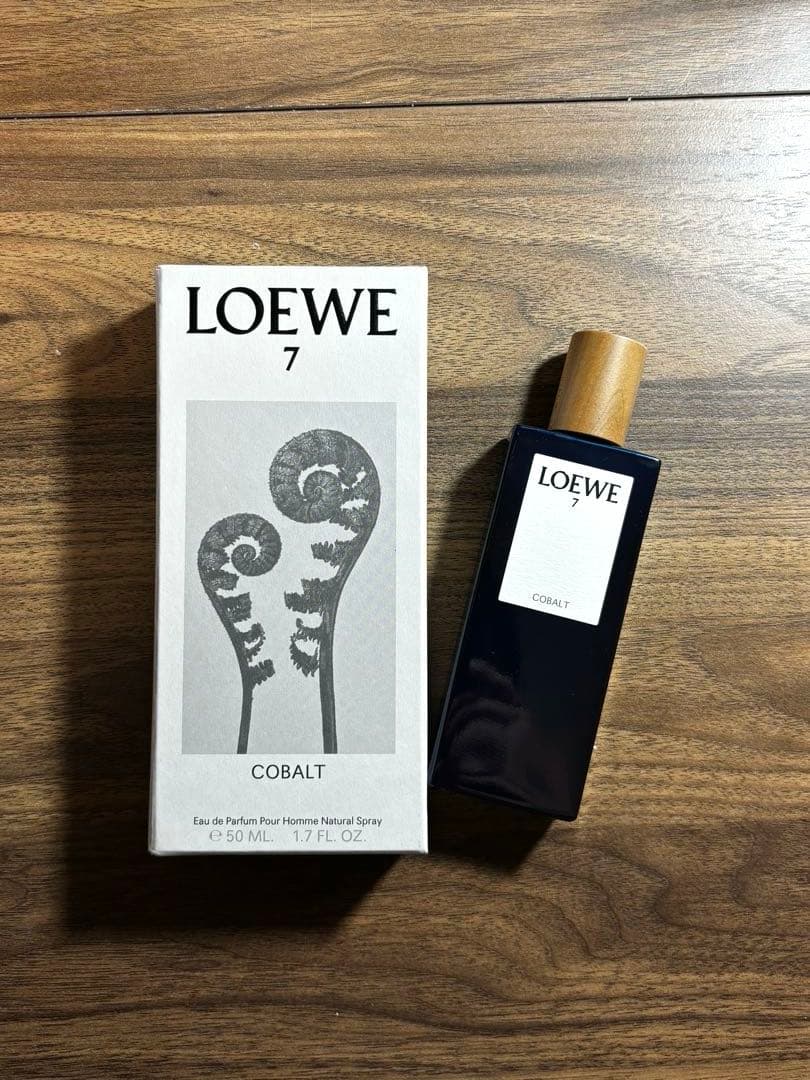 LOEWE
7
COBALT
Eau de Parfum Pour Homme Natural Spray
℮ 50 ML. 1.7 FL. OZ.
LOEWE
7
COBALT